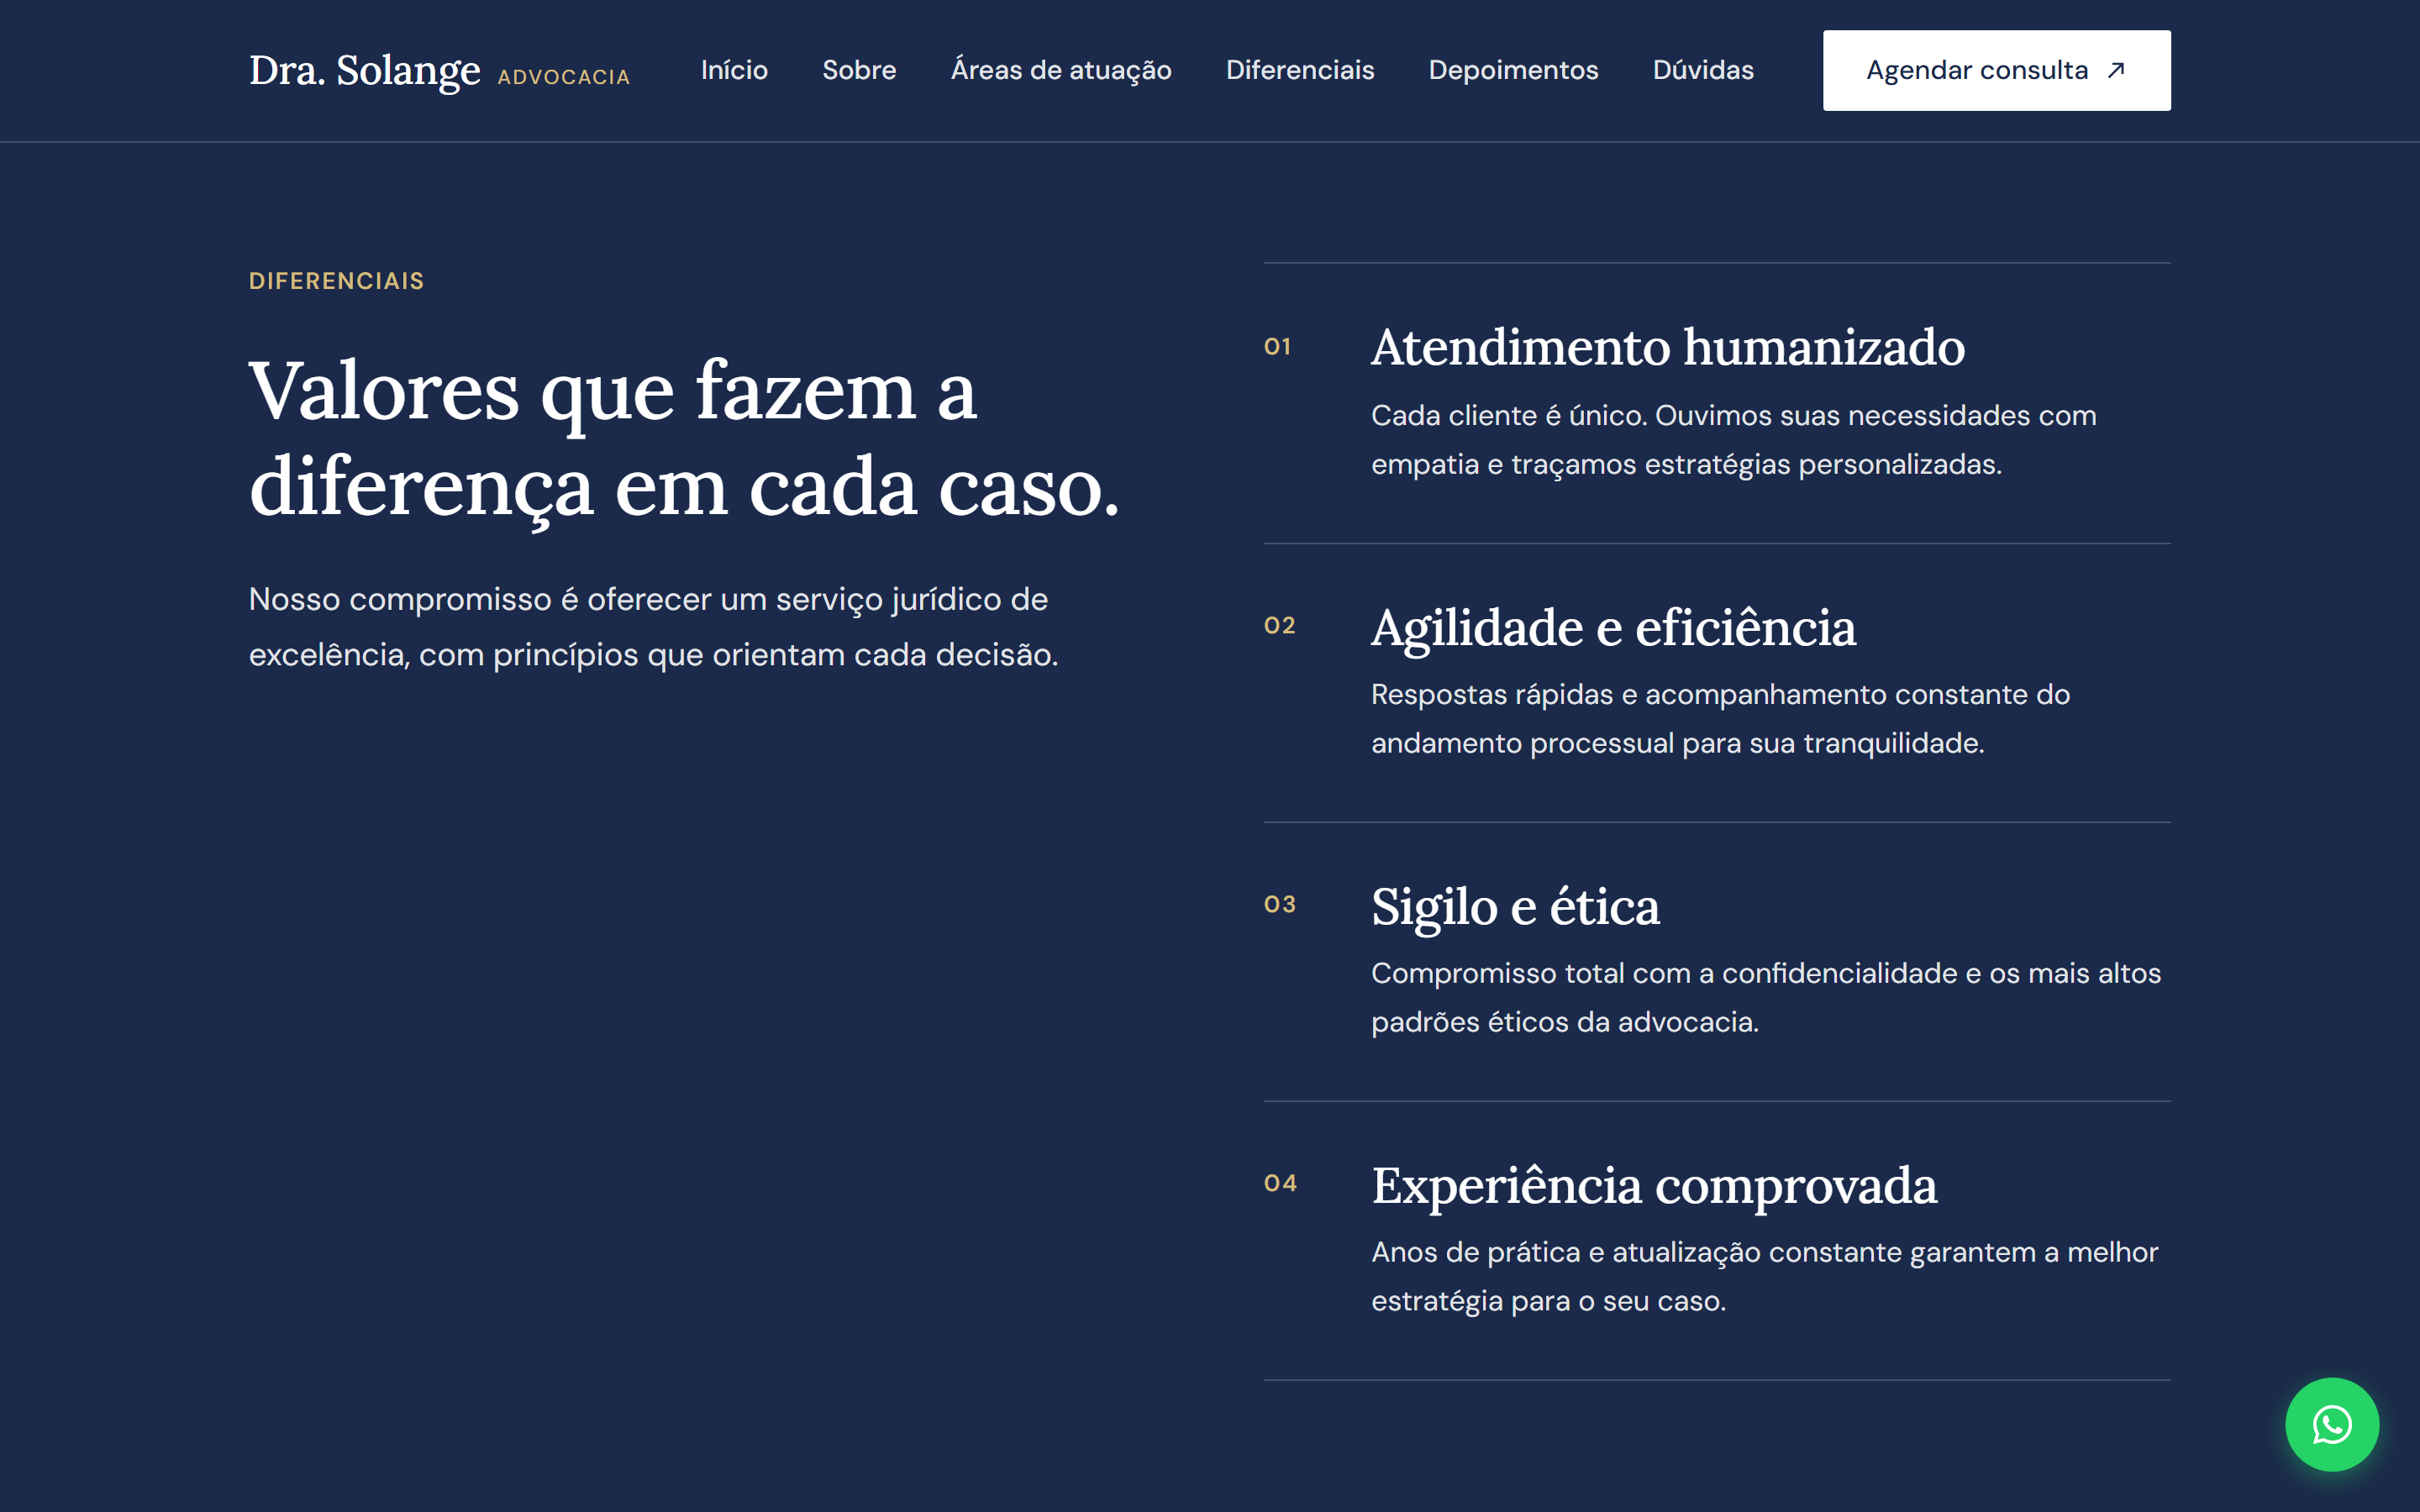 Dra. Solange ADVOCACIA
Início
Sobre
Áreas de atuação
Diferenciais
Depoimentos
Dúvidas
Agendar consulta
DIFERENCIAIS
Valores que fazem a
diferença em cada caso.
Nosso compromisso é oferecer um serviço jurídico de
excelência, com princípios que orientam cada decisão.
01
Atendimento humanizado
Cada cliente é único. Ouvimos suas necessidades com
empatia e traçamos estratégias personalizadas.
02
Agilidade e eficiência
Respostas rápidas e acompanhamento constante do
andamento processual para sua tranquilidade.
03
Sigilo e ética
Compromisso total com a confidencialidade e os mais altos
padrões éticos da advocacia.
04
Experiência comprovada
Anos de prática e atualização constante garantem a melhor
estratégia para o seu caso.